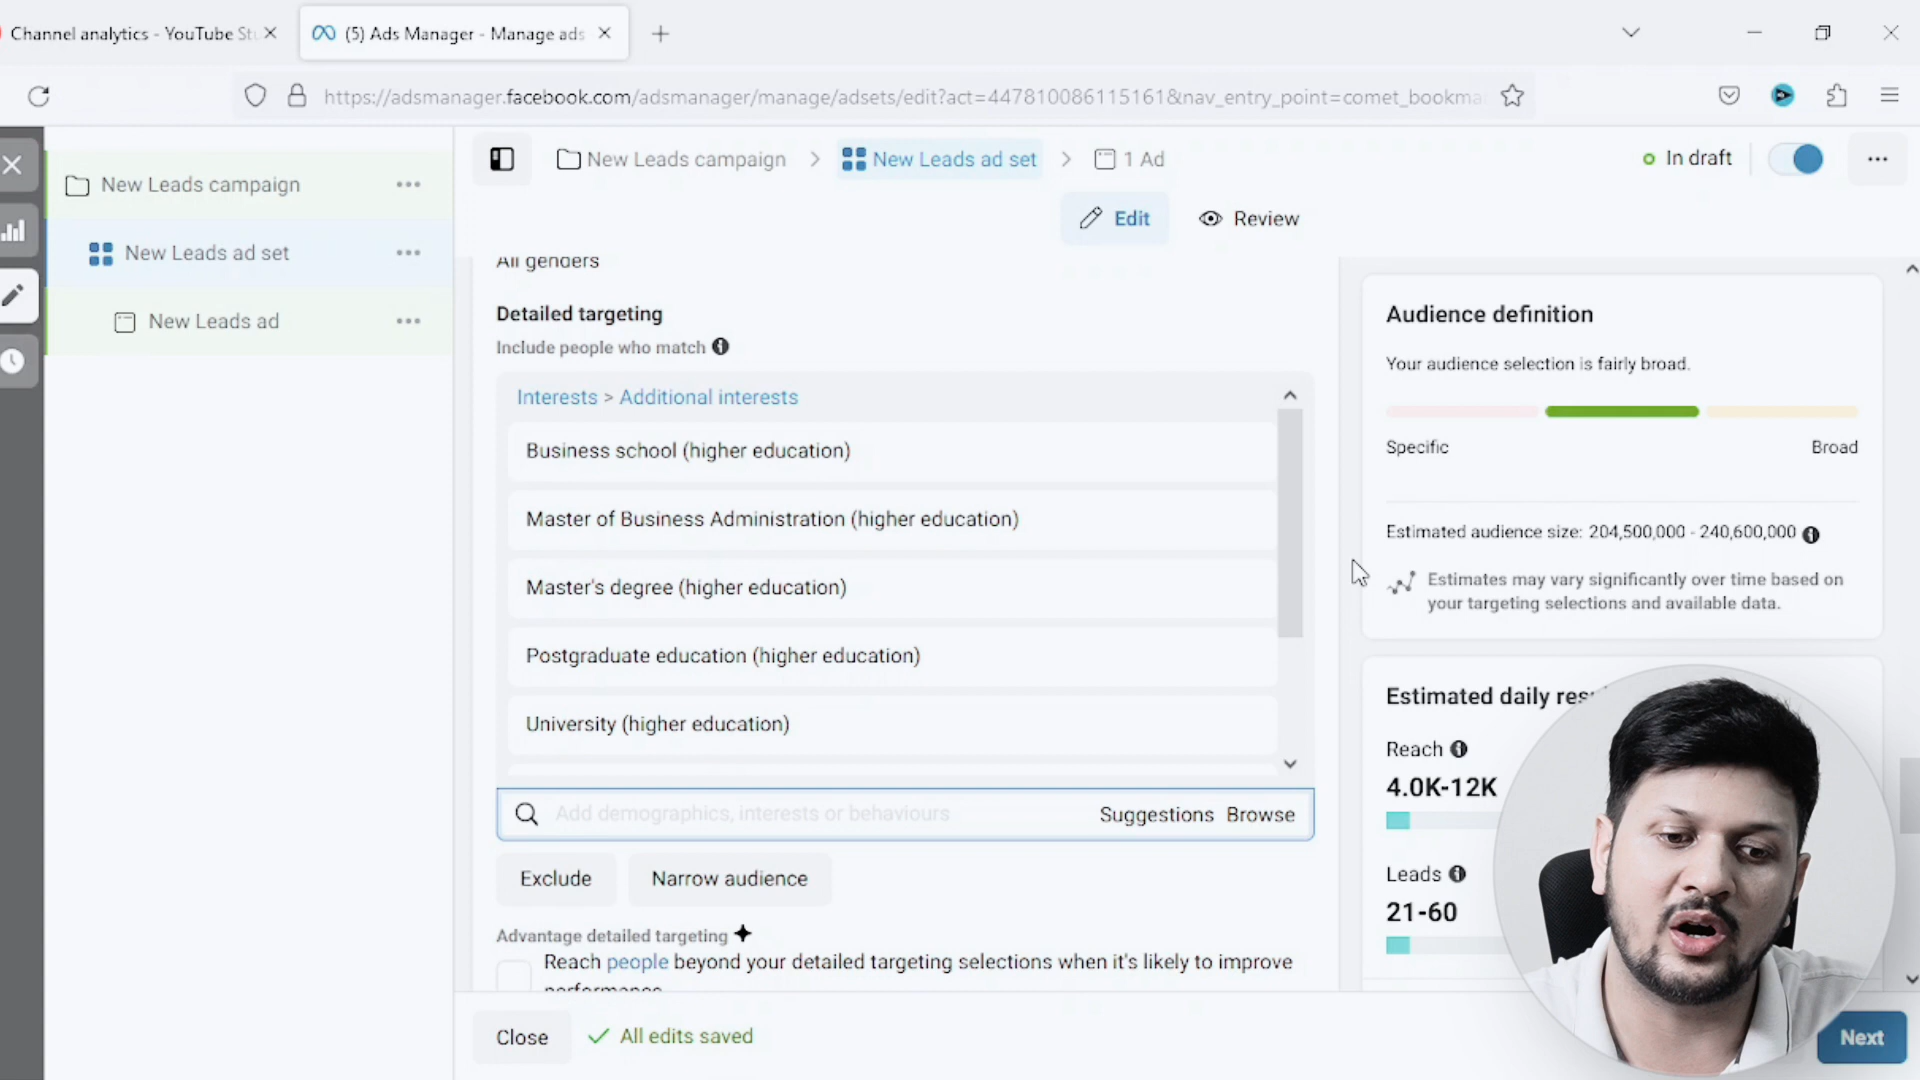 Channel analytics - YouTube St
(5) Ads Manager - Manage ads
https://adsmanager.facebook.com/adsmanager/manage/adsets/edit?act=447810086115161&nav_entry_point=comet_bookma
New Leads campaign
New Leads ad set
New Leads ad
New Leads campaign > New Leads ad set > 1 Ad
In draft
Edit
Review
All genders
Detailed targeting
Include people who match
Interests > Additional interests
Business school (higher education)
Master of Business Administration (higher education)
Master's degree (higher education)
Postgraduate education (higher education)
University (higher education)
Add demographics, interests or behaviours
Suggestions Browse
Exclude
Narrow audience
Advantage detailed targeting
Reach people beyond your detailed targeting selections when it's likely to improve
performance
Close
All edits saved
Audience definition
Your audience selection is fairly broad.
Specific
Broad
Estimated audience size: 204,500,000 - 240,600,000
Estimates may vary significantly over time based on
your targeting selections and available data.
Estimated daily res
Reach
4.0K-12K
Leads
21-60
Next